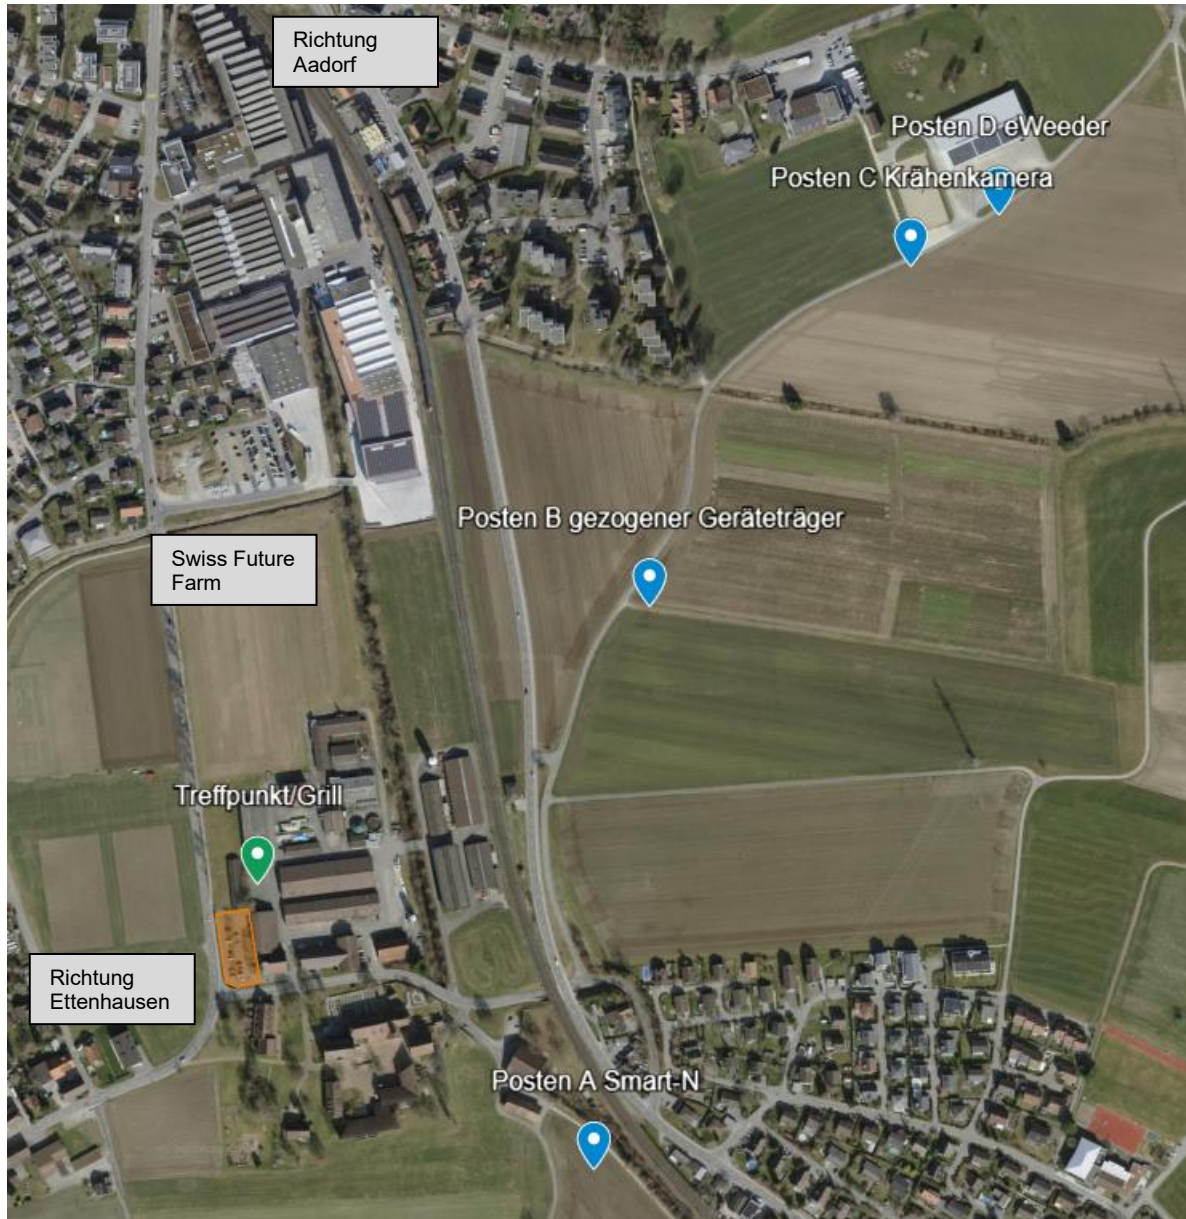 Richtung
Aadorf
Posten D eWeeder
Posten C Krähenkamera
Posten B gezogener Geräteträger
Swiss Future
Farm
Treffpunkt/Grill
Richtung
Ettenhausen
Posten A Smart-N